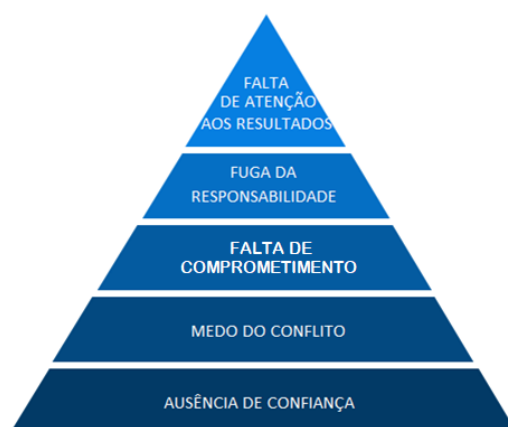 FALTA
DE ATENÇÃO
AOS RESULTADOS
FUGA DA
RESPONSABILIDADE
FALTA DE
COMPROMETIMENTO
MEDO DO CONFLITO
AUSÊNCIA DE CONFIANÇA